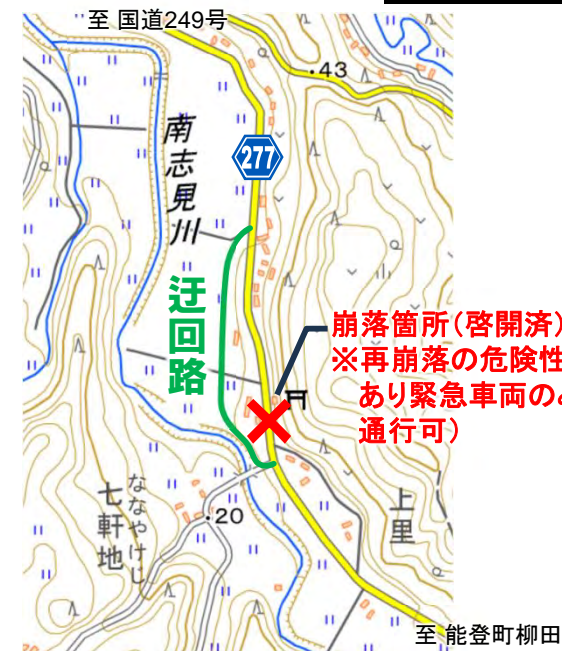 至 国道249号
・43
南志見川
277
迂回路
崩落箇所(啓開済)
※再崩落の危険性
あり緊急車両の
通行可)
ななやけじ
七軒地
・20
上里
至 能登町柳田